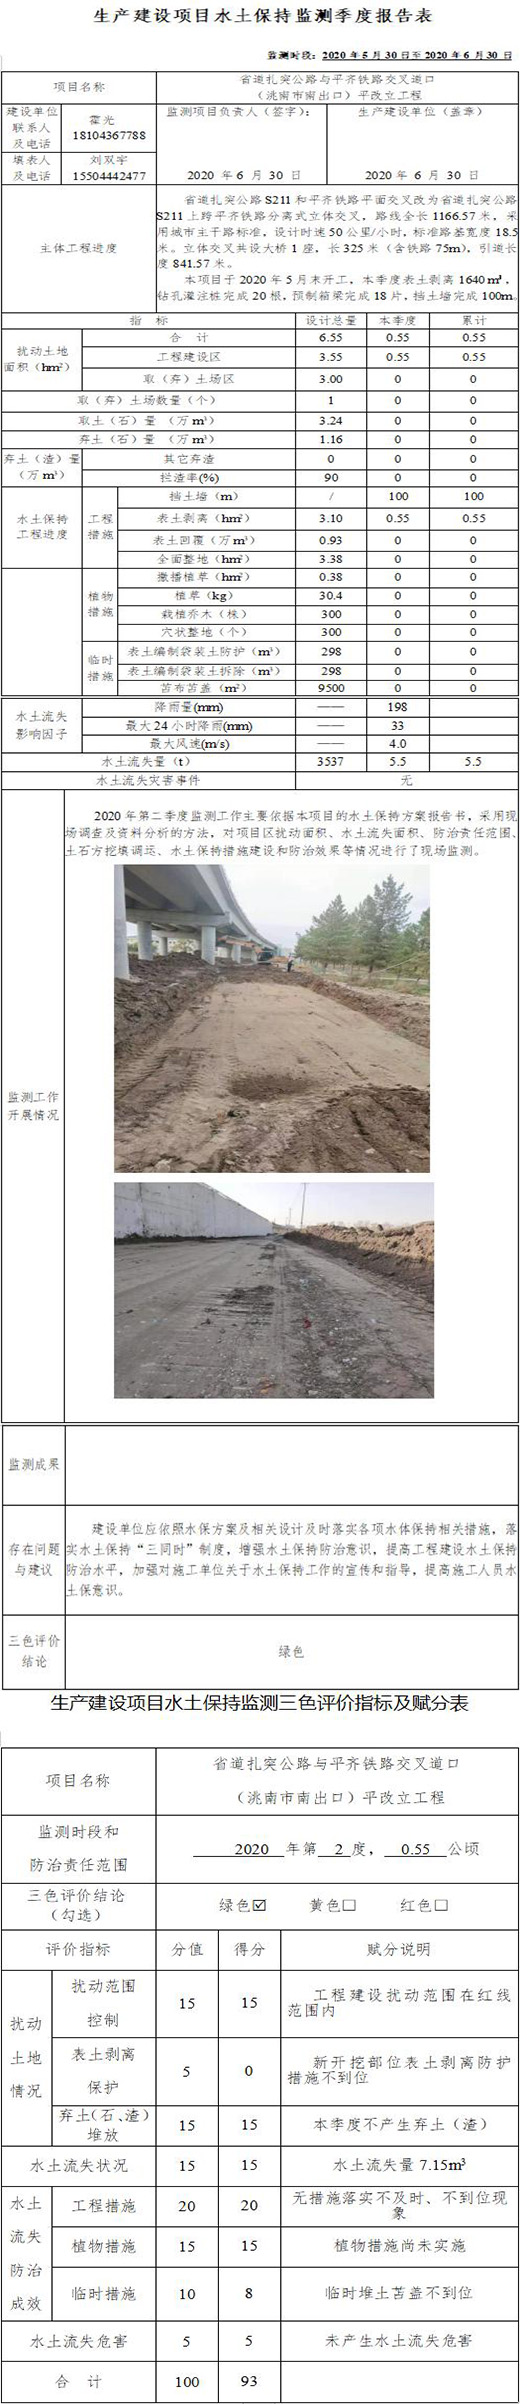 生产建设项目水土保持监测季度报告表
监测时段：2020年5月30日至2020年6月30日
项目名称
省道扎突公路与平齐铁路交叉道口
（洮南市南出口）平改立工程
建设单位
联系人
及电话
霍光
18104367788
监测项目负责人（签字）：
2020 年 6 月 30 日
生产建设单位（盖章）
2020 年 6 月 30 日
填表人
及电话
刘双宇
15504442477
主体工程进度
省道扎突公路S211和平齐铁路平面交叉改为省道扎突公路
S211上跨平齐铁路分离式立体交叉，路线全长1166.57米，采
用城市主干路标准，设计时速50公里/小时，标准路基宽度18.5
米。立体交叉共设大桥1座，长325米（含铁路75m），引道长
度841.57米。
本项目于2020年5月末开工，本季度表土剥离1640m³，
钻孔灌注桩完成20根，预制箱梁完成18片，挡土墙完成100m。
指 标 设计总量 本季度 累计
扰动土地
面积（hm²）
合 计 6.55 0.55 0.55
工程建设区 3.55 0.55 0.55
取（弃）土场区 3.00 0 0
取（弃）土场数量（个） 1 0 0
取土（石）量（万m³） 3.24 0 0
弃土（石）量（万m³） 1.16 0 0
弃土（渣）量
（万m³）
其它弃渣 0 0 0
拦渣率(%) 90 0 0
水土保持
工程进度
工程
措施
挡土墙（m） / 100 100
表土剥离（hm²） 3.10 0.55 0.55
表土回覆（万m³） 0.93 0 0
全面整地（hm²） 3.38 0 0
植物
措施
撒播植草（hm²） 0.38 0 0
植草（kg） 30.4 0 0
栽植乔木（株） 300 0 0
穴状整地（个） 300 0 0
临时
措施
表土编制袋装土防护（m³） 298 0 0
表土编制袋装土拆除（m³） 298 0 0
苫布苫盖（m²） 9500 0 0
水土流失
影响因子
降雨量(mm) —— 198
最大24小时降雨(mm) —— 33
最大风速(m/s) —— 4.0
水土流失量（t） 3537 5.5 5.5
水土流失灾害事件 无
监测工作
开展情况
2020年第二季度监测工作主要依据本项目的水土保持方案报告书，采用现
场调查及资料分析的方法，对项目区扰动面积、水土流失面积、防治责任范围、
土石方挖填调运、水土保持措施建设和防治效果等情况进行了现场监测。
监测成果
存在问题
与建议
建设单位应依照水保方案及相关设计及时落实各项水体保持相关措施，落
实水土保持“三同时”制度，增强水土保持防治意识，提高工程建设水土保持
防治水平，加强对施工单位关于水土保持工作的宣传和指导，提高施工人员水
土保意识。
三色评价
结论
绿色
生产建设项目水土保持监测三色评价指标及赋分表
项目名称
省道扎突公路与平齐铁路交叉道口
（洮南市南出口）平改立工程
监测时段和
防治责任范围
2020 年第 2 度， 0.55 公顷
三色评价结论
（勾选）
绿色☑ 黄色□ 红色□
评价指标 分值 得分 赋分说明
扰动
土地
情况
扰动范围
控制
15 15
工程建设扰动范围在红线
范围内
表土剥离
保护
5 0
新开挖部位表土剥离防护
措施不到位
弃土（石、渣）
堆放
15 15 本季度不产生弃土（渣）
水土流失状况 15 15 水土流失量7.15m³
水土
流失
防治
成效
工程措施 20 20
无措施落实不及时、不到位现
象
植物措施 15 15 植物措施尚未实施
临时措施 10 8 临时堆土苫盖不到位
水土流失危害 5 5 未产生水土流失危害
合 计 100 93